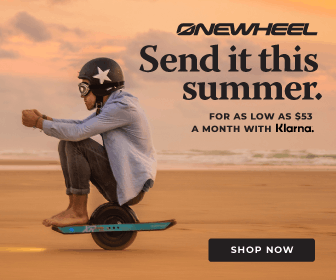 ONEWHEEL
Send it this
summer.
FOR AS LOW AS $53
A MONTH WITH Klarna.
SHOP NOW